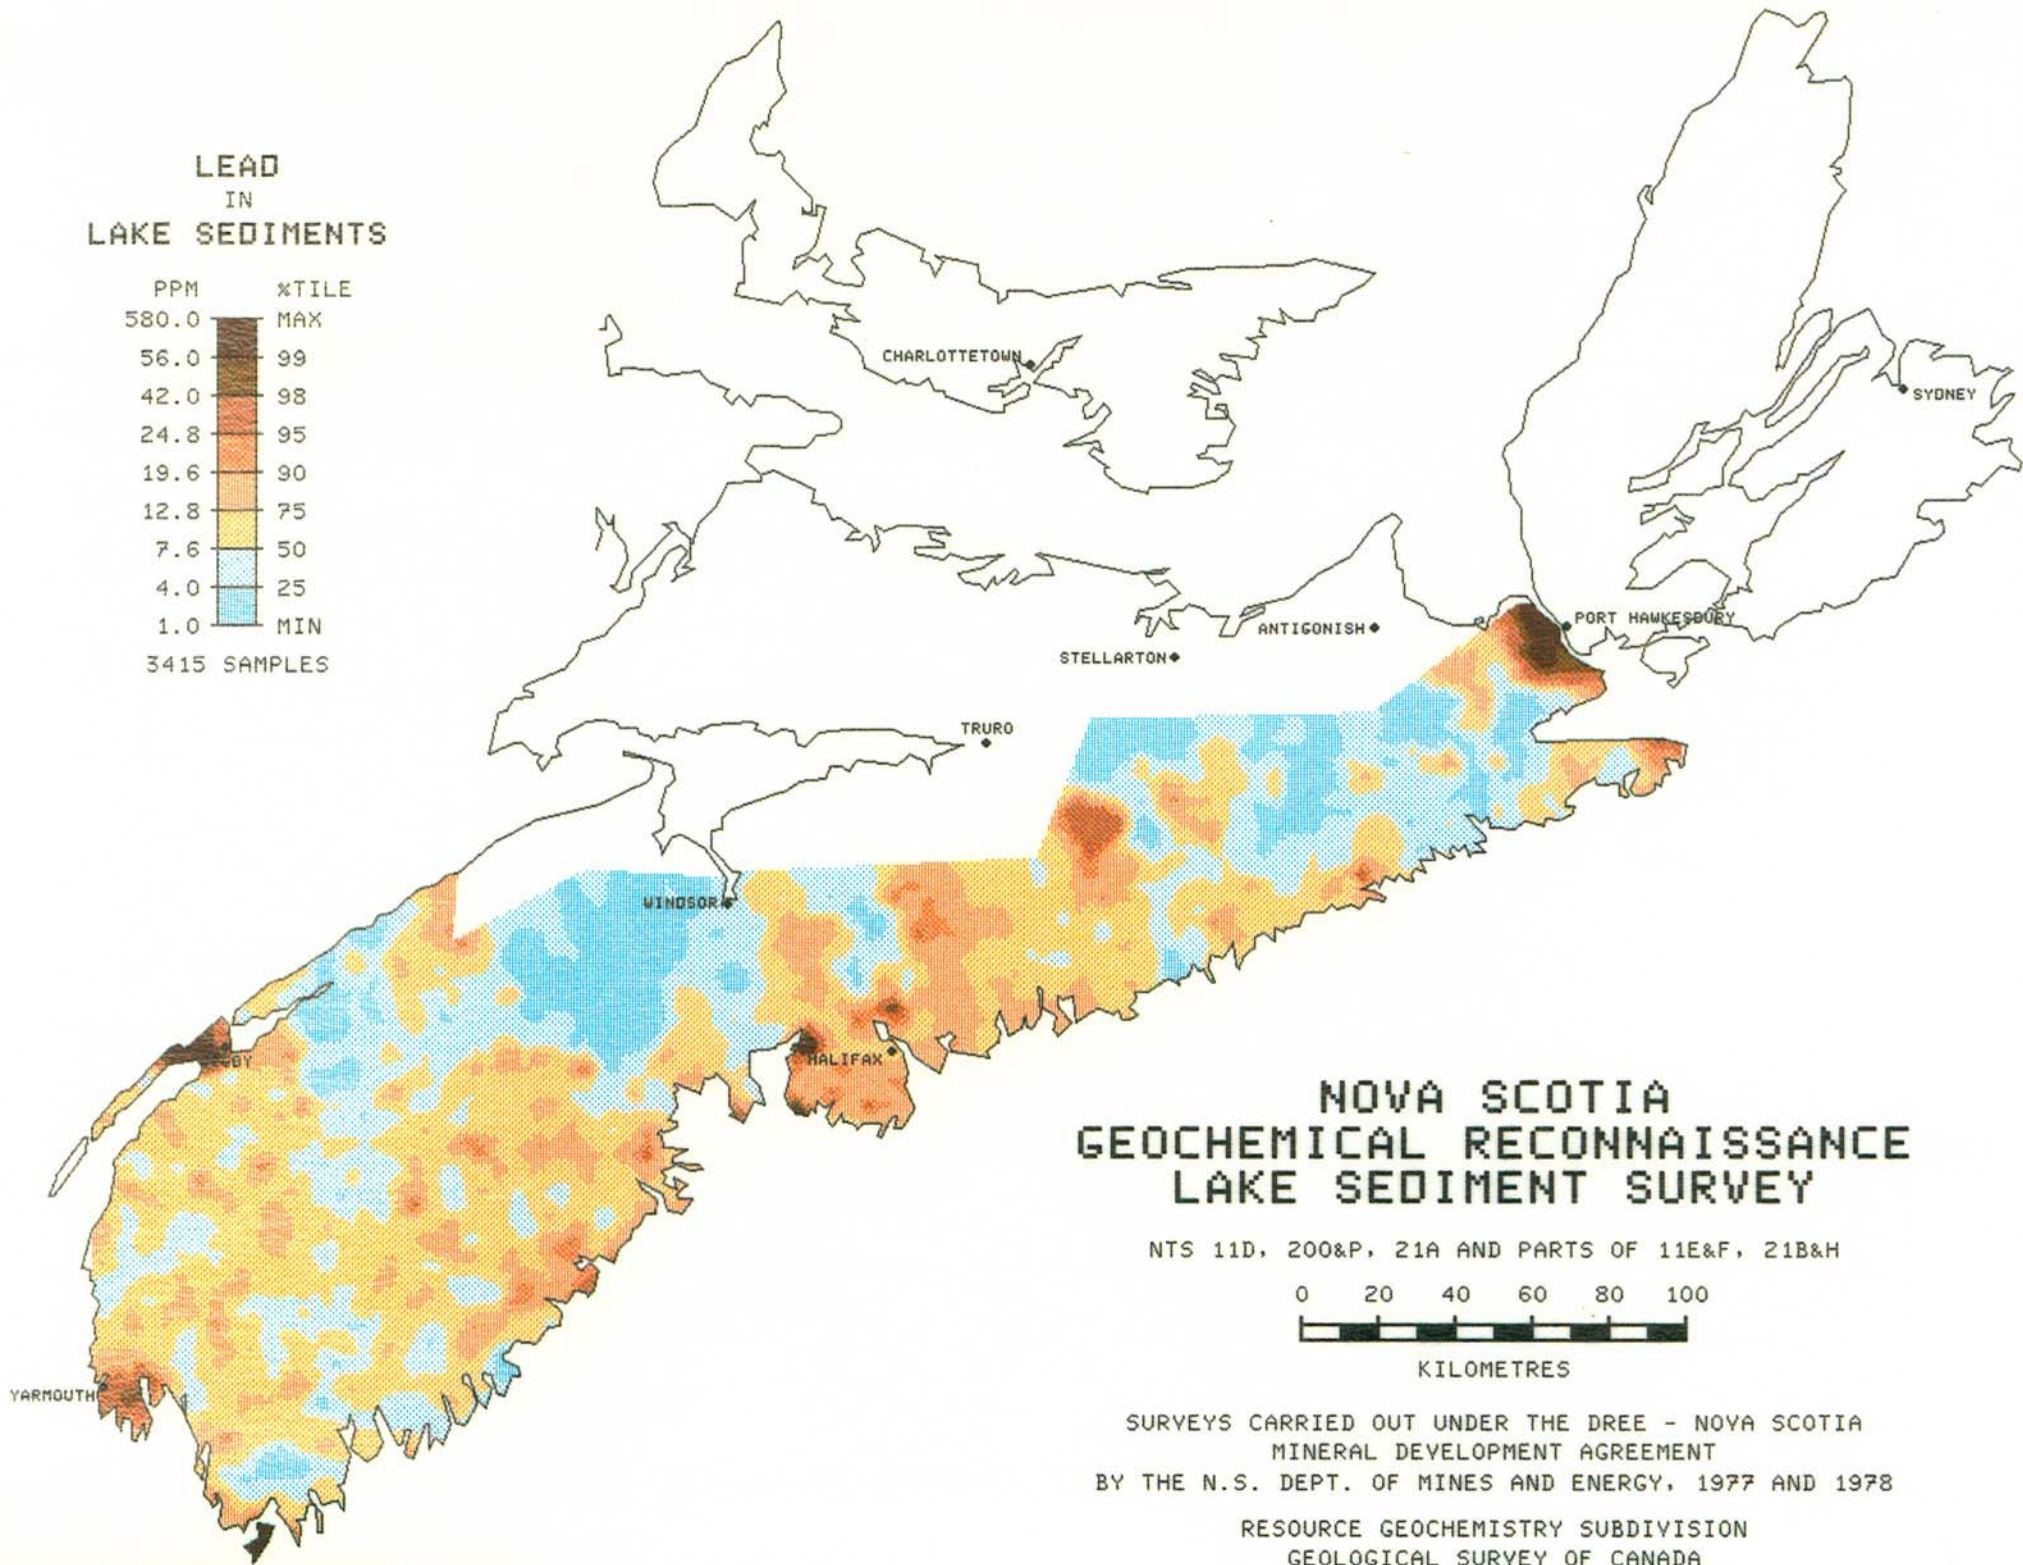 LEAD
IN
LAKE SEDIMENTS
PPM %TILE
580.0 MAX
56.0 99
42.0 98
24.8 95
19.6 90
12.8 75
7.6 50
4.0 25
1.0 MIN
3415 SAMPLES
CHARLOTTETOWN
SYDNEY
PORT HAWKESBURY
ANTIGONISH
STELLARTON
TRURO
WINDSOR
HALIFAX
YARMOUTH
NOVA SCOTIA
GEOCHEMICAL RECONNAISSANCE
LAKE SEDIMENT SURVEY
NTS 11D, 20O&P, 21A AND PARTS OF 11E&F, 21B&H
0 20 40 60 80 100
KILOMETRES
SURVEYS CARRIED OUT UNDER THE DREE - NOVA SCOTIA
MINERAL DEVELOPMENT AGREEMENT
BY THE N.S. DEPT. OF MINES AND ENERGY, 1977 AND 1978
RESOURCE GEOCHEMISTRY SUBDIVISION
GEOLOGICAL SURVEY OF CANADA